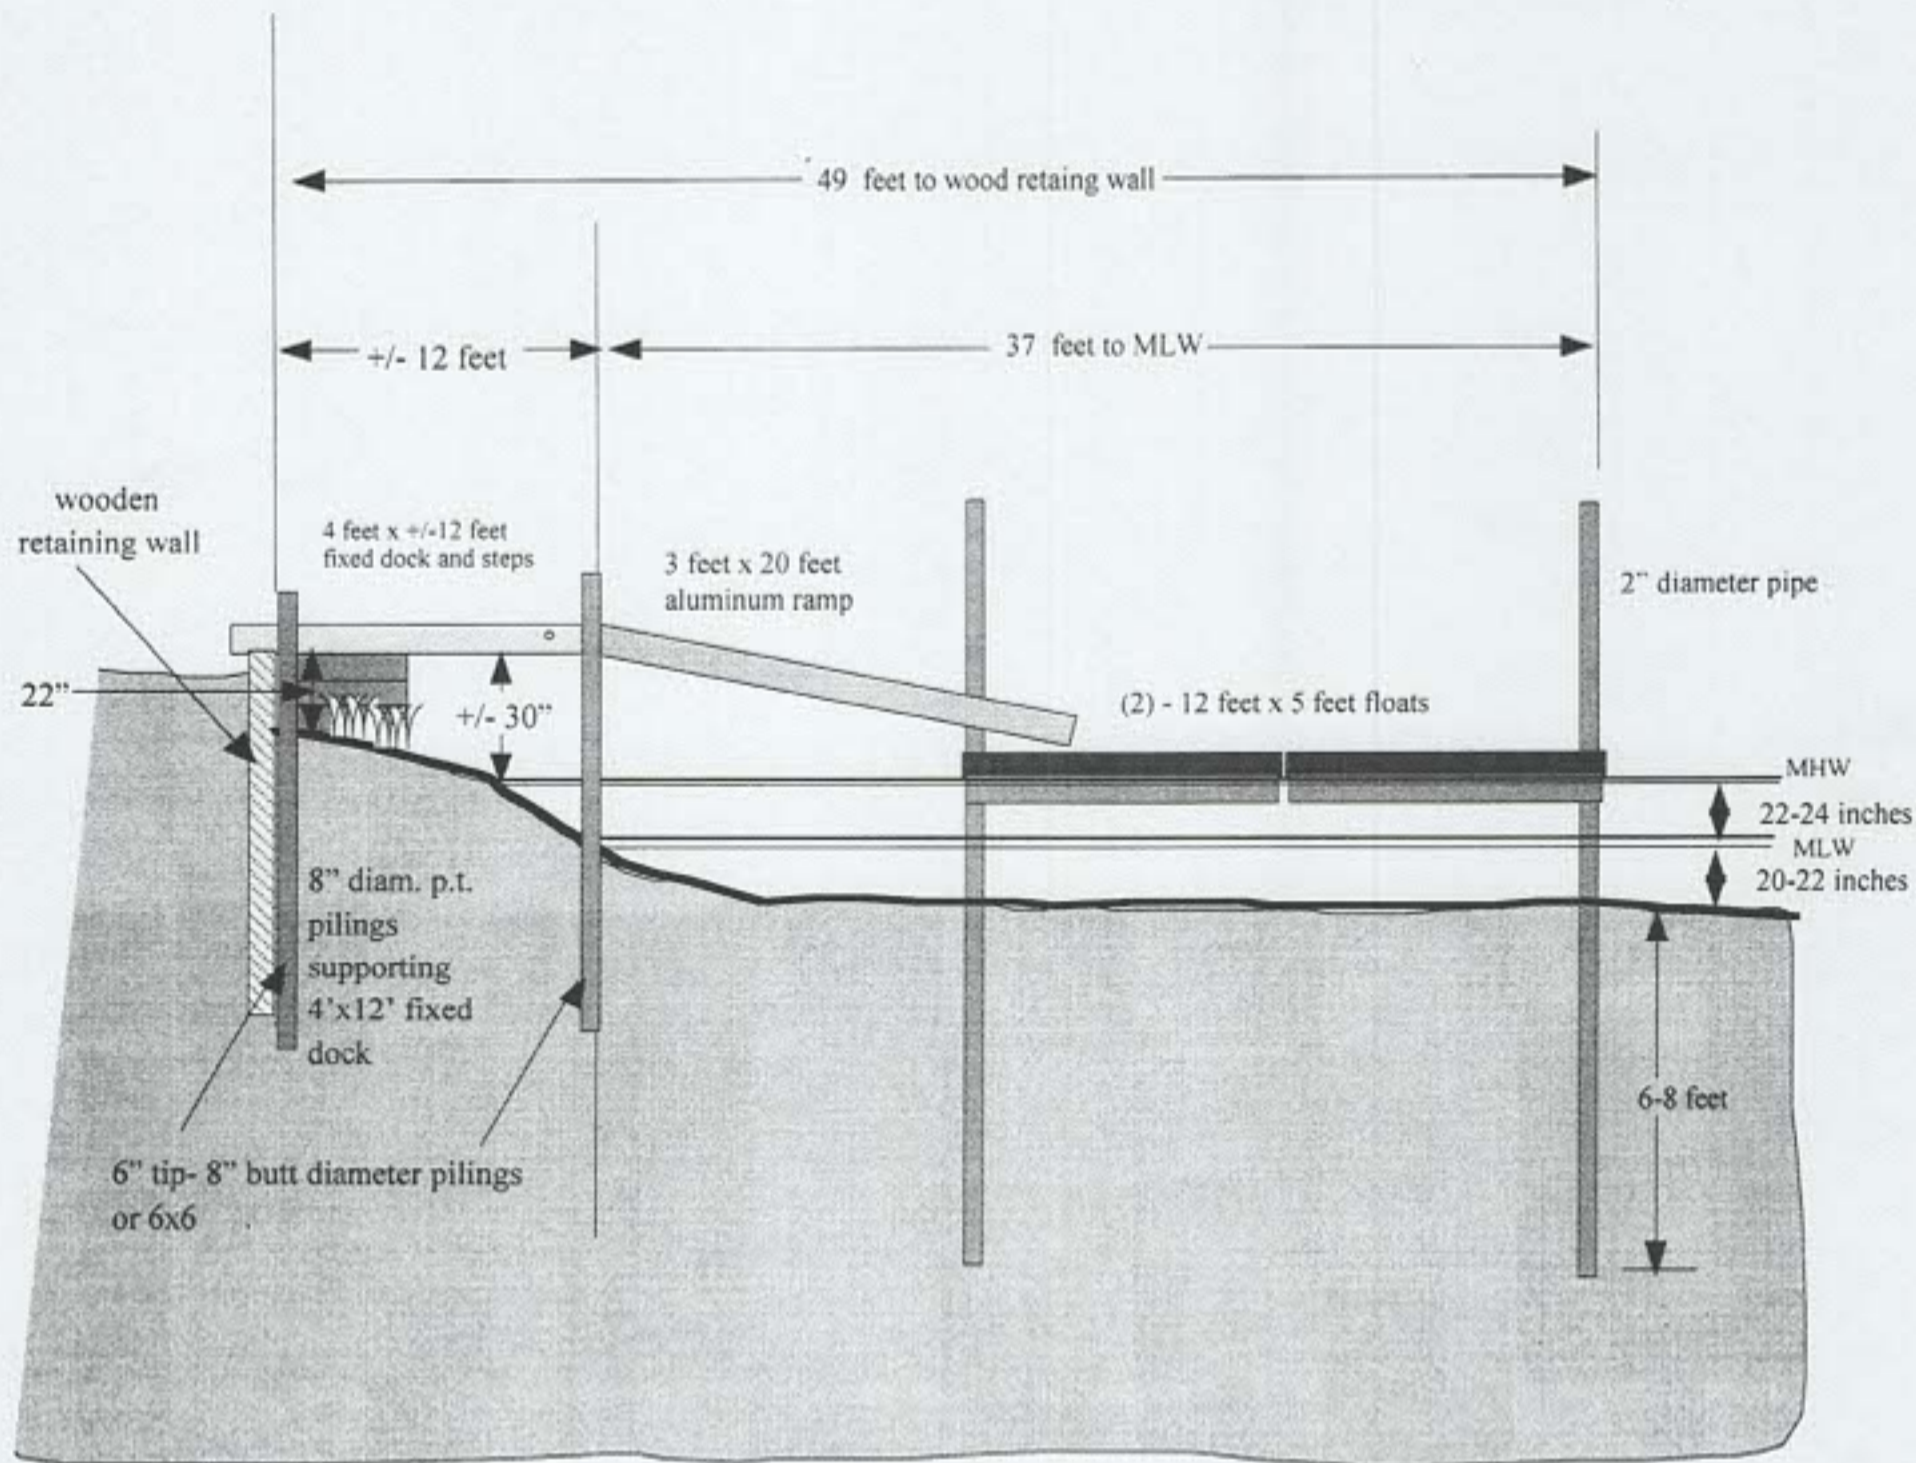 49 feet to wood retaing wall
+/- 12 feet
37 feet to MLW
wooden
retaining wall
4 feet x +/-12 feet
fixed dock and steps
3 feet x 20 feet
aluminum ramp
2" diameter pipe
22"
+/- 30"
(2) - 12 feet x 5 feet floats
MHW
22-24 inches
MLW
20-22 inches
8" diam. p.t.
pilings
supporting
4'x12' fixed
dock
6-8 feet
6" tip- 8" butt diameter pilings
or 6x6